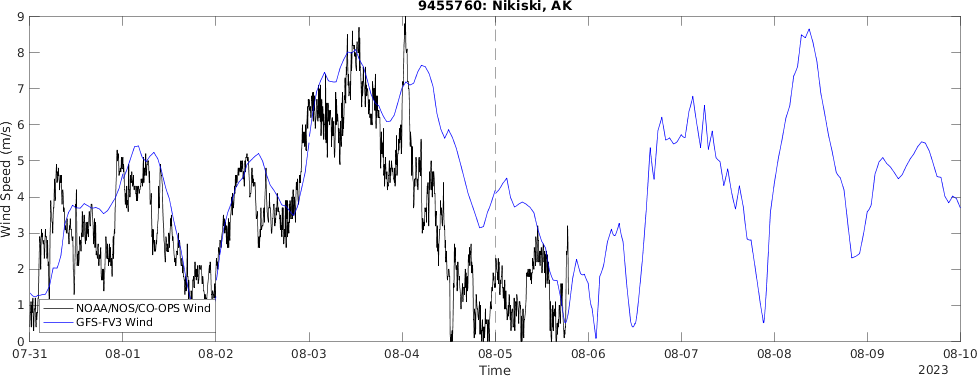 9455760: Nikiski, AK
Wind Speed (m/s)
9
8
7
6
5
4
3
2
1
0
NOAA/NOS/CO-OPS Wind
GFS-FV3 Wind
07-31 08-01 08-02 08-03 08-04 08-05 08-06 08-07 08-08 08-09 08-10
Time
2023